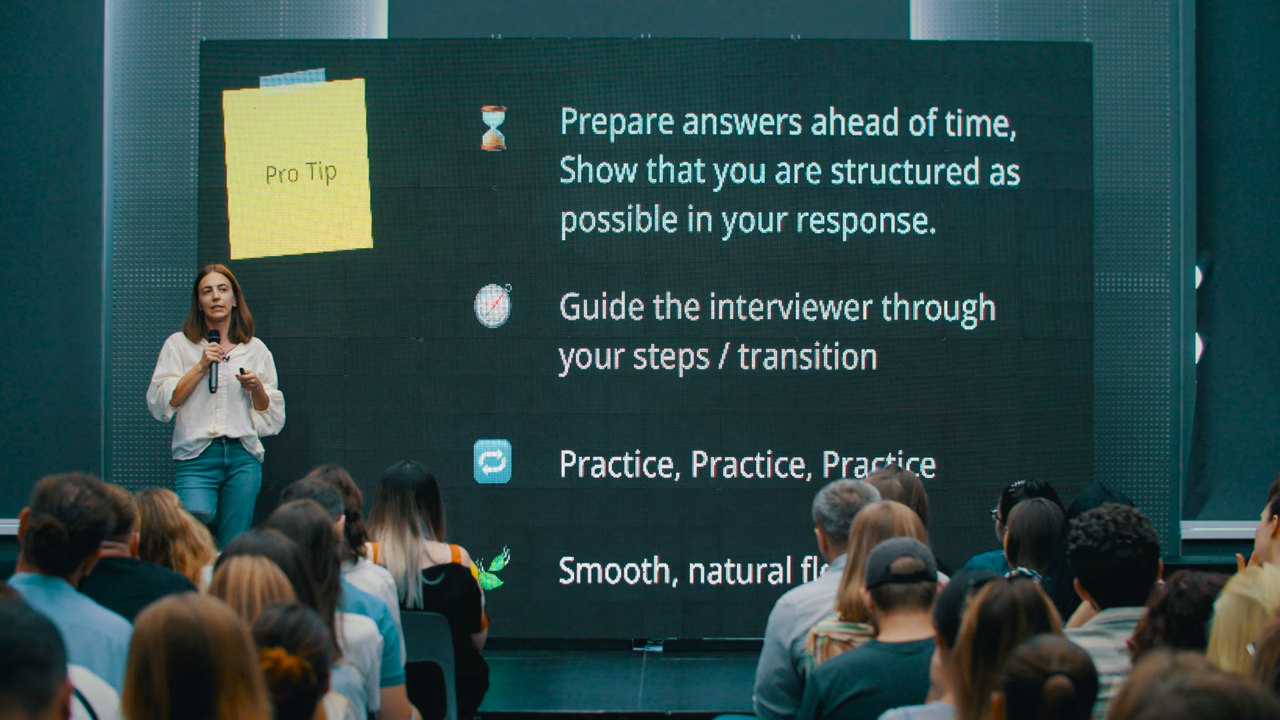 Pro Tip
Prepare answers ahead of time,
Show that you are structured as
possible in your response.
Guide the interviewer through
your steps / transition
Practice, Practice, Practice
Smooth, natural